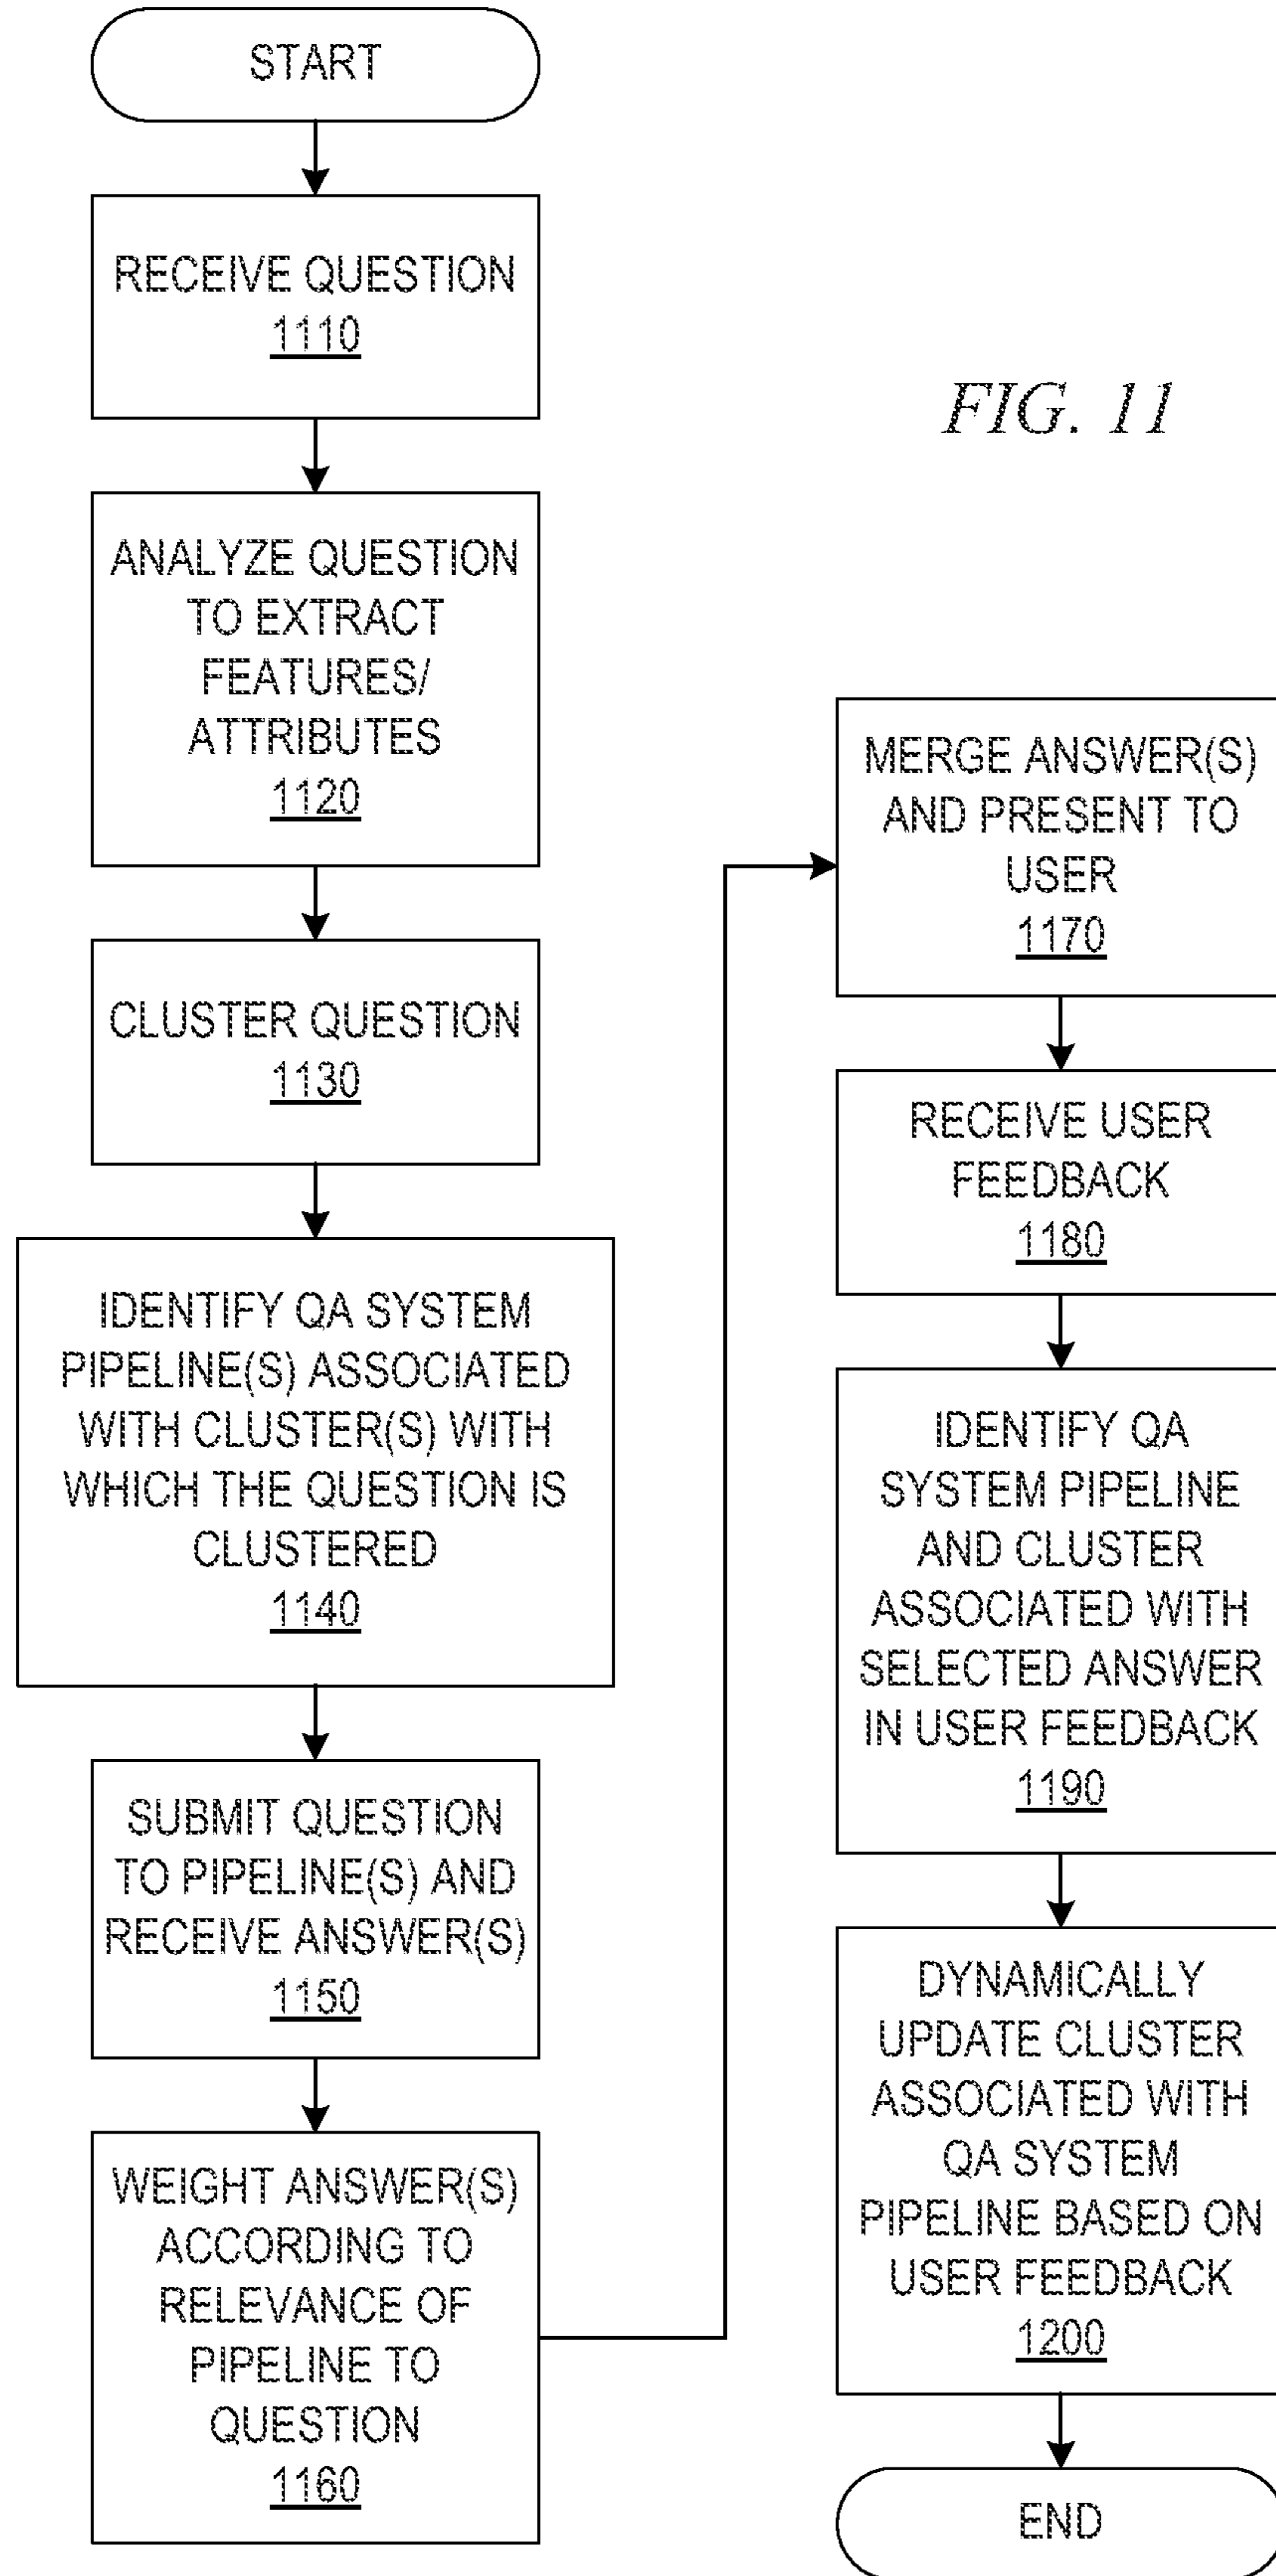 START
RECEIVE QUESTION
1110
ANALYZE QUESTION
TO EXTRACT
FEATURES/
ATTRIBUTES
1120
CLUSTER QUESTION
1130
IDENTIFY QA SYSTEM
PIPELINE(S) ASSOCIATED
WITH CLUSTER(S) WITH
WHICH THE QUESTION IS
CLUSTERED
1140
SUBMIT QUESTION
TO PIPELINE(S) AND
RECEIVE ANSWER(S)
1150
WEIGHT ANSWER(S)
ACCORDING TO
RELEVANCE OF
PIPELINE TO
QUESTION
1160
FIG. 11
MERGE ANSWER(S)
AND PRESENT TO
USER
1170
RECEIVE USER
FEEDBACK
1180
IDENTIFY QA
SYSTEM PIPELINE
AND CLUSTER
ASSOCIATED WITH
SELECTED ANSWER
IN USER FEEDBACK
1190
DYNAMICALLY
UPDATE CLUSTER
ASSOCIATED WITH
QA SYSTEM
PIPELINE BASED ON
USER FEEDBACK
1200
END